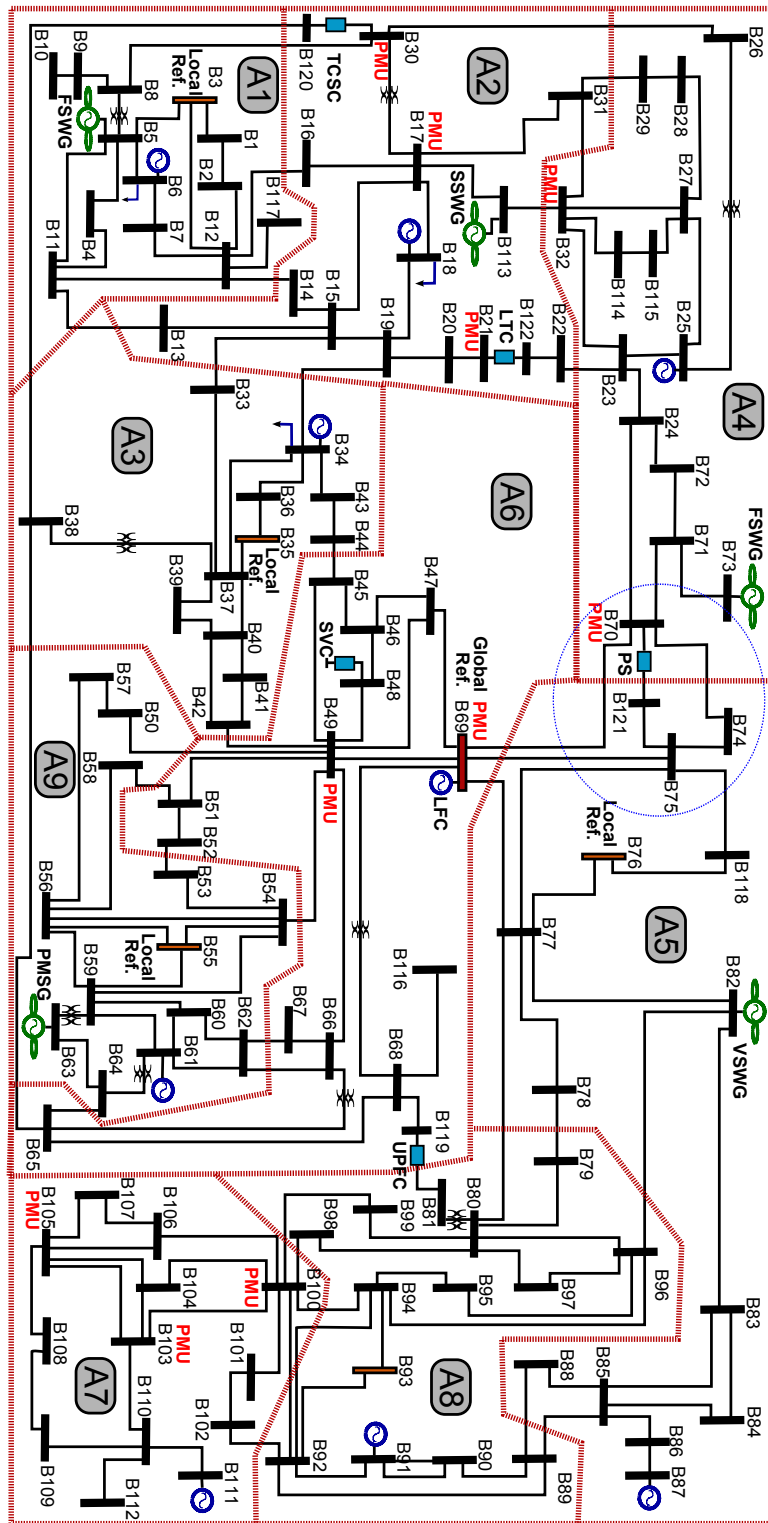 B10
B9
B8
FSWG
B5
B3
Local
Ref.
A1
B1
B2
B6
B7
B4
B11
B12
B117
B120
TCSC
B16
PMU
B30
A2
B17
PMU
B26
B31
B29
B28
B27
PMU
B32
SSWG
B113
B114
B115
B18
B14
B15
B13
B19
B20
PMU
B21
LTC
B122
B22
B23
B25
A4
B24
B72
B71
B73
FSWG
B33
A3
B34
B43
B44
B36
B35
Local
Ref.
A6
B38
B39
B37
B40
B41
B42
B45
B46
B47
B48
SVC
B49
PMU
Global
Ref.
PMU
B69
LFC
B70
PMU
PS
B121
B74
B75
B118
Local
Ref.
B76
B77
A5
B82
VSWG
B57
B50
B58
A9
B51
B52
B53
B54
B55
Local
Ref.
B56
B59
PMSG
B63
B60
B61
B62
B64
B65
B67
B66
B116
B68
B119
UPFC
B81
B80
B78
B79
B99
B98
B97
B96
B95
B94
B83
B84
B85
B86
B87
B88
B89
B90
B91
B92
B93
A8
B107
B106
B105
PMU
B104
B103
PMU
PMU
B100
B101
B102
B108
A7
B110
B109
B111
B112